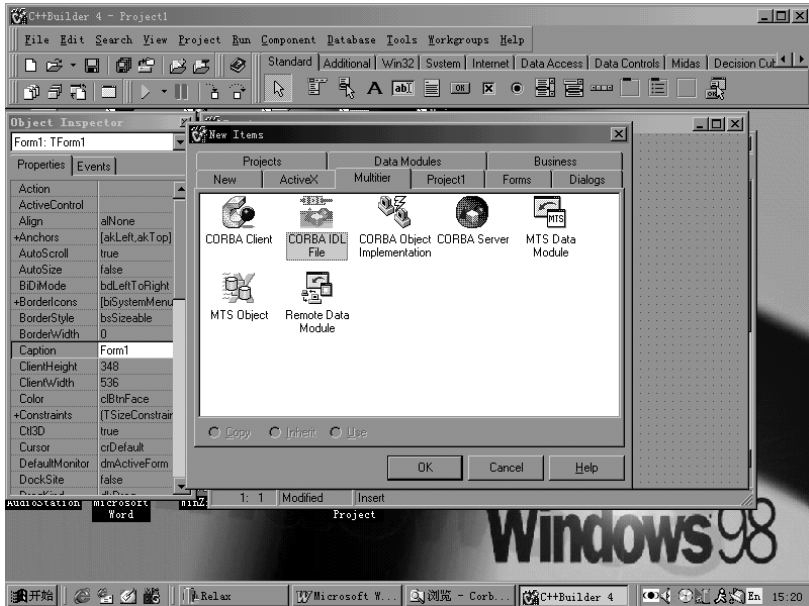 C++Builder 4 - Project1
File Edit Search View Project Run Component Database Tools Workgroups Help
Standard Additional Win32 System Internet Data Access Data Controls Midas Decision Cub
Object Inspector
Form1: TForm1
Properties Events
Action
ActiveControl
Align alNone
+Anchors [akLeft,akTop]
AutoScroll true
AutoSize false
BiDiMode bdLeftToRight
+BorderIcons [biSystemMenu
BorderStyle bsSizeable
BorderWidth 0
Caption Form1
ClientHeight 348
ClientWidth 536
Color clBtnFace
+Constraints (TSizeConstrain
Ctl3D true
Cursor crDefault
DefaultMonitor dmActiveForm
DockSite false
New Items
Projects Data Modules Business
New ActiveX Multitier Project1 Forms Dialogs
CORBA Client
CORBA IDL
File
CORBA Object
Implementation
CORBA Server
MTS
MTS Data
Module
MTS Object
Remote Data
Module
Copy Inherit Use
OK Cancel Help
1: 1 Modified Insert
AudioStation
Microsoft
Word
Project
Windows 98
开始
Relax
Microsoft W...
浏览 - Corb...
C++Builder 4
En 15:20